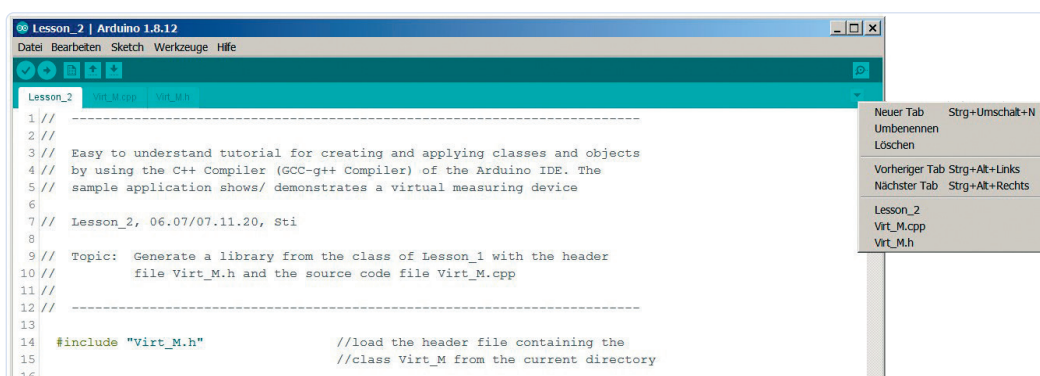 Lesson_2 | Arduino 1.8.12
Datei Bearbeiten Sketch Werkzeuge Hilfe
Lesson_2 Virt_M.cpp Virt_M.h
1 // -------------------------------------------------------------------------
2 //
3 // Easy to understand tutorial for creating and applying classes and objects
4 // by using the C++ Compiler (GCC-g++ Compiler) of the Arduino IDE. The
5 // sample application shows/ demonstrates a virtual measuring device
6
7 // Lesson_2, 06.07/07.11.20, Sti
8
9 // Topic: Generate a library from the class of Lesson_1 with the header
10 // file Virt_M.h and the source code file Virt_M.cpp
11 //
12 // -------------------------------------------------------------------------
13
14 #include "Virt_M.h" //load the header file containing the
15 //class Virt_M from the current directory
16
Neuer Tab Strg+Umschalt+N
Umbenennen
Löschen
Vorheriger Tab Strg+Alt+Links
Nächster Tab Strg+Alt+Rechts
Lesson_2
Virt_M.cpp
Virt_M.h